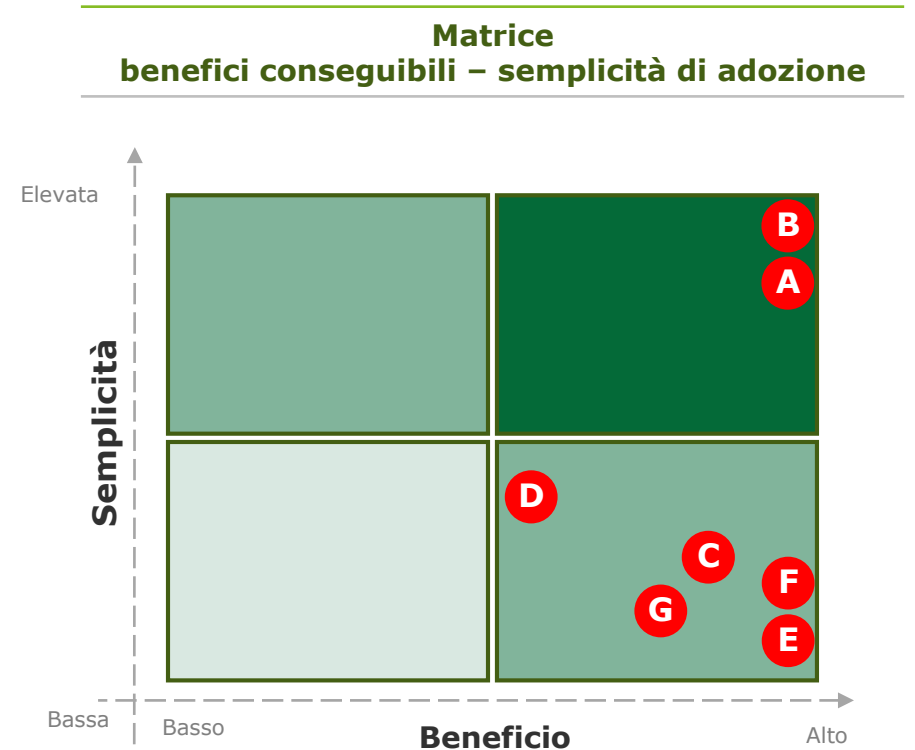 Matrice
benefici conseguibili – semplicità di adozione
Elevata
Semplicità
B
A
D
C
F
G
E
Bassa
Basso
Beneficio
Alto